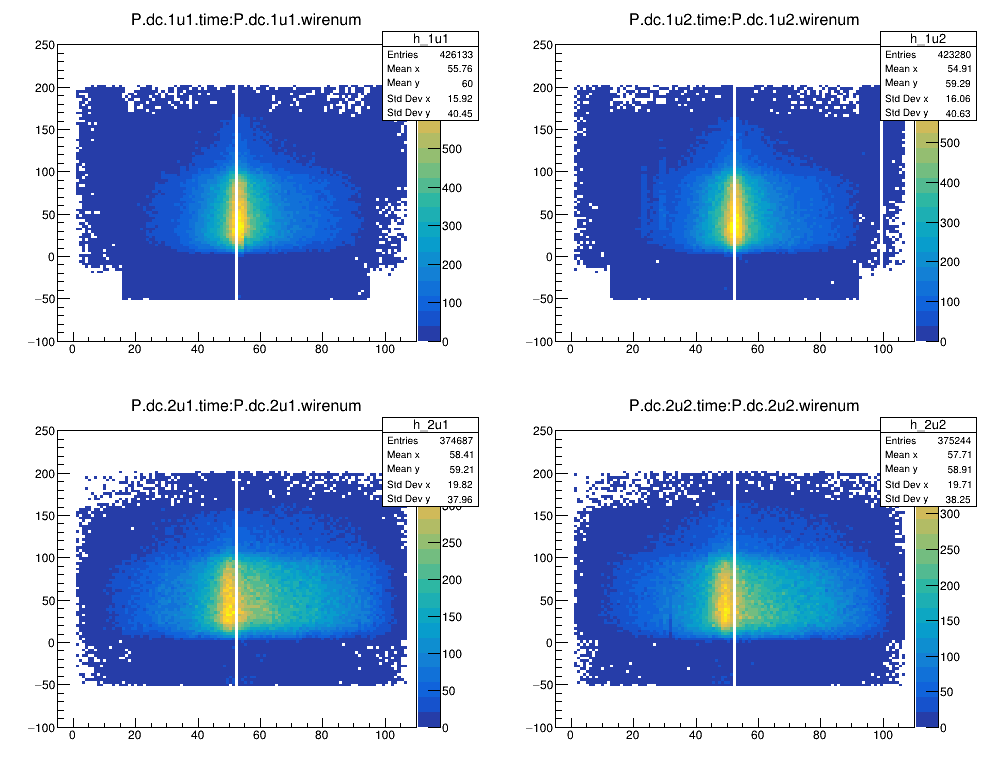 P.dc.1u1.time:P.dc.1u1.wirenum
h_1u1
Entries 426133
Mean x 55.76
Mean y 60
Std Dev x 15.92
Std Dev y 40.45
250
200
150
100
50
0
−50
−100
0 20 40 60 80 100
500
400
300
200
100
0
P.dc.1u2.time:P.dc.1u2.wirenum
h_1u2
Entries 423280
Mean x 54.91
Mean y 59.29
Std Dev x 16.06
Std Dev y 40.63
250
200
150
100
50
0
−50
−100
0 20 40 60 80 100
500
400
300
200
100
0
P.dc.2u1.time:P.dc.2u1.wirenum
h_2u1
Entries 374687
Mean x 58.41
Mean y 59.21
Std Dev x 19.82
Std Dev y 37.96
250
200
150
100
50
0
−50
−100
0 20 40 60 80 100
300
250
200
150
100
50
0
P.dc.2u2.time:P.dc.2u2.wirenum
h_2u2
Entries 375244
Mean x 57.71
Mean y 58.91
Std Dev x 19.71
Std Dev y 38.25
250
200
150
100
50
0
−50
−100
0 20 40 60 80 100
300
250
200
150
100
50
0